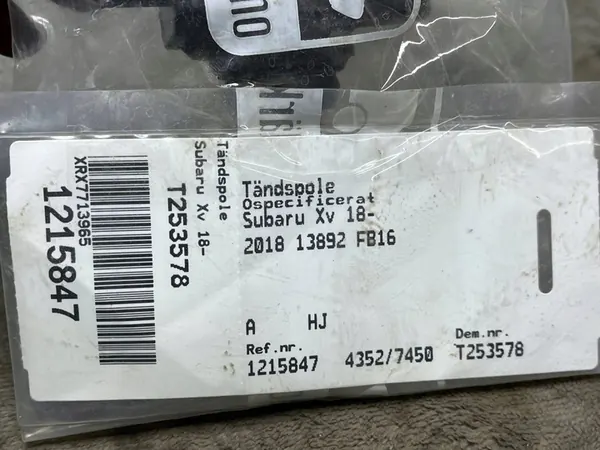 XRX7713965
1215847
T253578
Subaru Xv 18-
Tändspole
Tändspole
Ospecificerat
Subaru Xv 18-
2018 13892 FB16
A HJ
Ref.nr. Dem.nr.
1215847 4352/7450 T253578